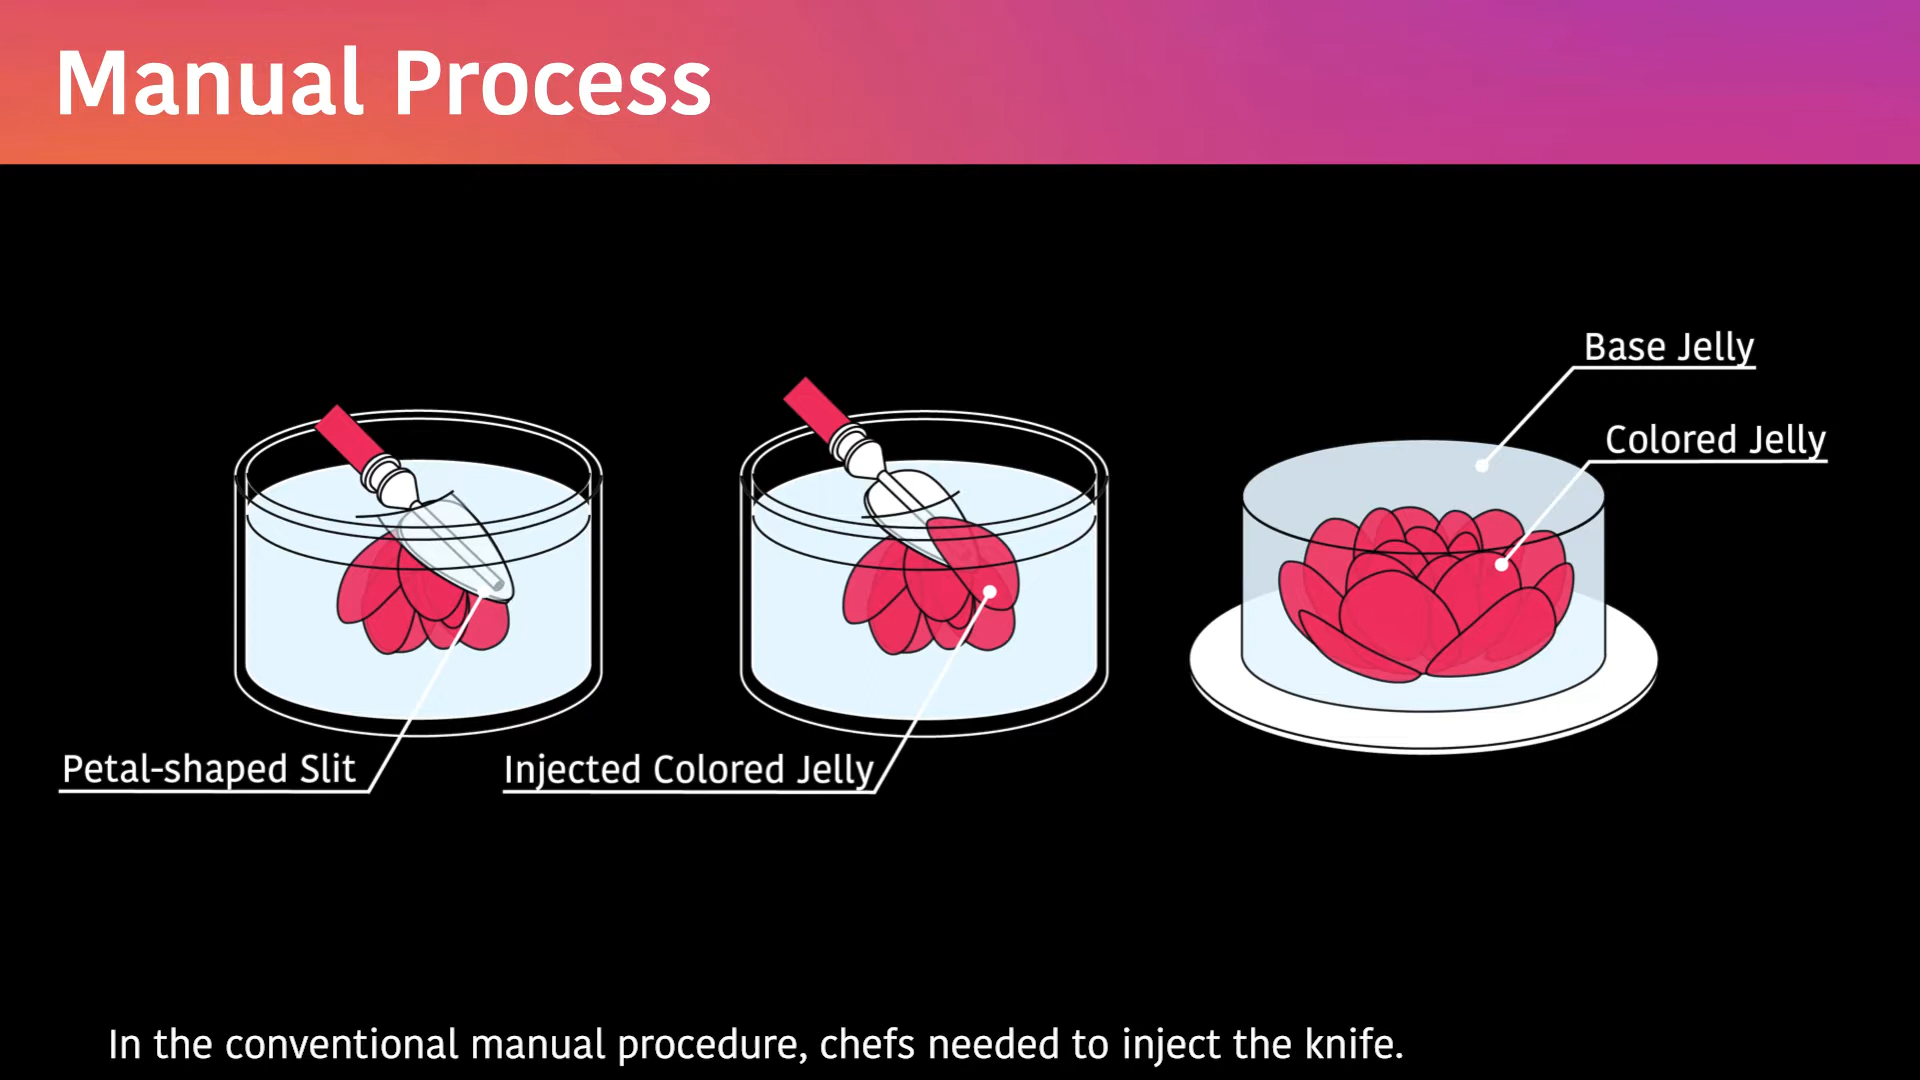 Manual Process
Base Jelly
Colored Jelly
Petal-shaped Slit
Injected Colored Jelly
In the conventional manual procedure, chefs needed to inject the knife.